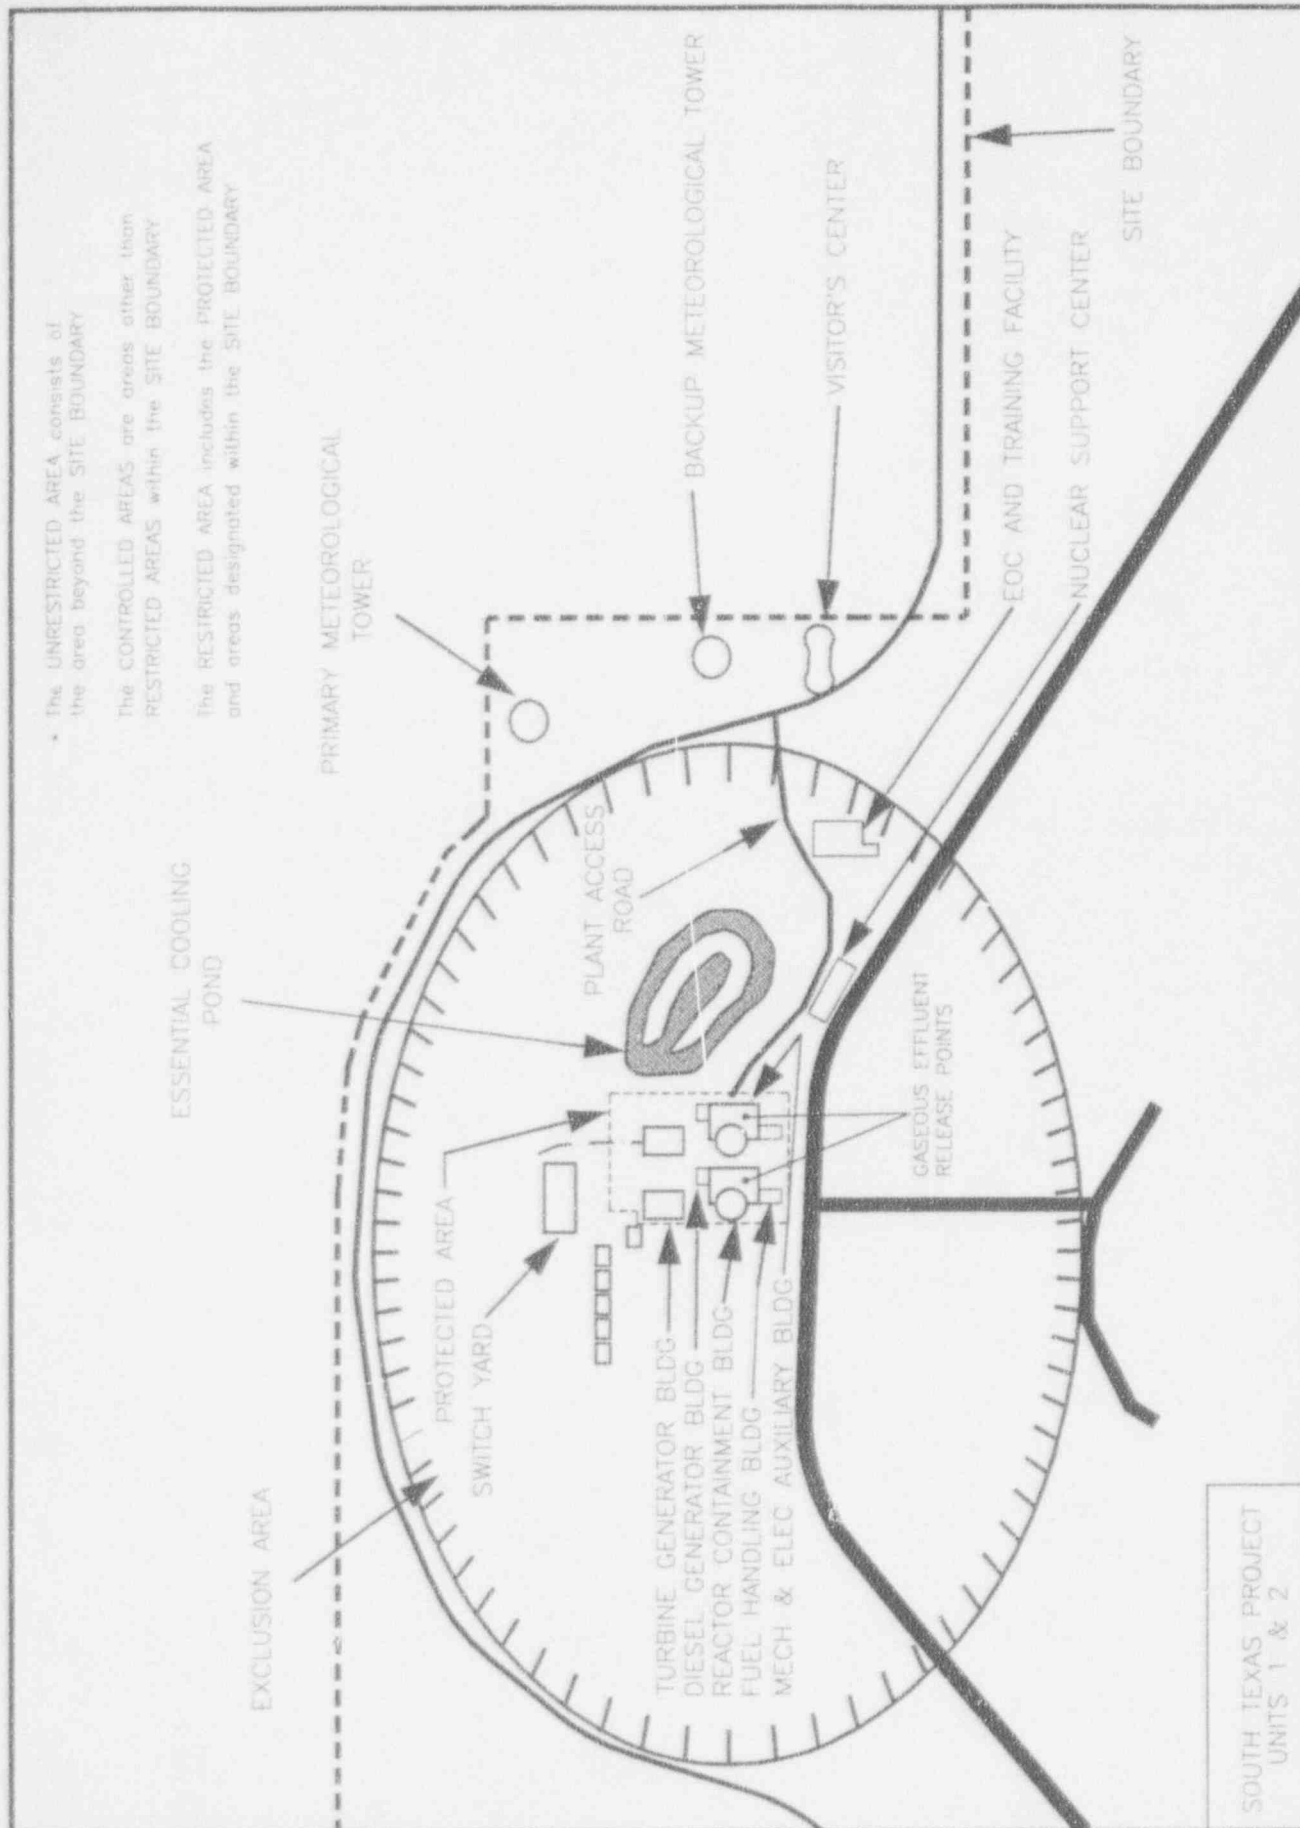 * The UNRESTRICTED AREA consists of
the area beyond the SITE BOUNDARY
The CONTROLLED AREAS are areas other than
RESTRICTED AREAS within the SITE BOUNDARY
The RESTRICTED AREA includes the PROTECTED AREA
and areas designated within the SITE BOUNDARY
ESSENTIAL COOLING
POND
PRIMARY METEOROLOGICAL
TOWER
EXCLUSION AREA
PROTECTED AREA
SWITCH YARD
PLANT ACCESS
ROAD
BACKUP METEOROLOGICAL TOWER
VISITOR'S CENTER
TURBINE GENERATOR BLDG
DIESEL GENERATOR BLDG
REACTOR CONTAINMENT BLDG
FUEL HANDLING BLDG
MECH & ELEC AUXILIARY BLDG
GASEOUS EFFLUENT
RELEASE POINTS
EOC AND TRAINING FACILITY
NUCLEAR SUPPORT CENTER
SITE BOUNDARY
SOUTH TEXAS PROJECT
UNITS 1 & 2